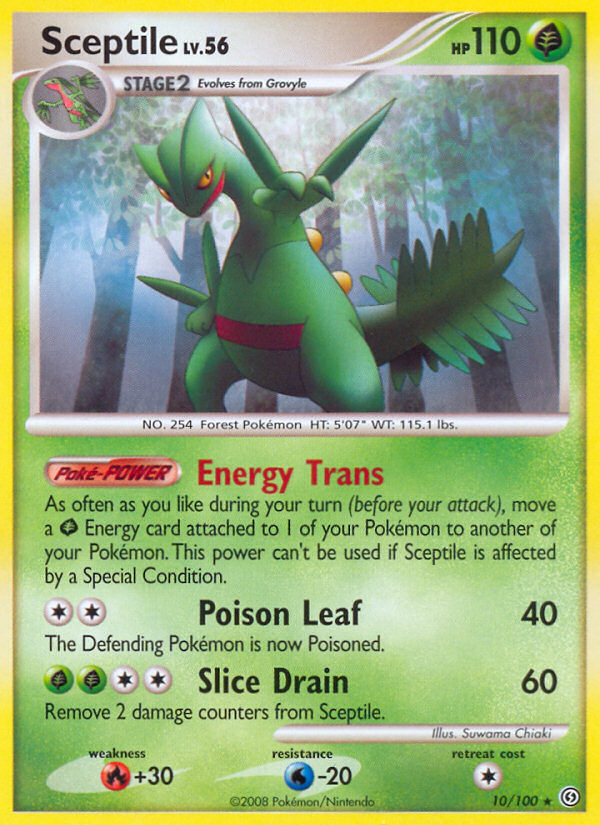 Sceptile LV.56 HP 110
STAGE2 Evolves from Grovyle
NO. 254 Forest Pokémon HT: 5'07" WT: 115.1 lbs.
Poké-POWER Energy Trans
As often as you like during your turn (before your attack), move
a Energy card attached to 1 of your Pokémon to another of
your Pokémon. This power can't be used if Sceptile is affected
by a Special Condition.
Poison Leaf 40
The Defending Pokémon is now Poisoned.
Slice Drain 60
Remove 2 damage counters from Sceptile.
Illus. Suwama Chiaki
weakness resistance retreat cost
+30 -20
©2008 Pokémon/Nintendo 10/100 ★